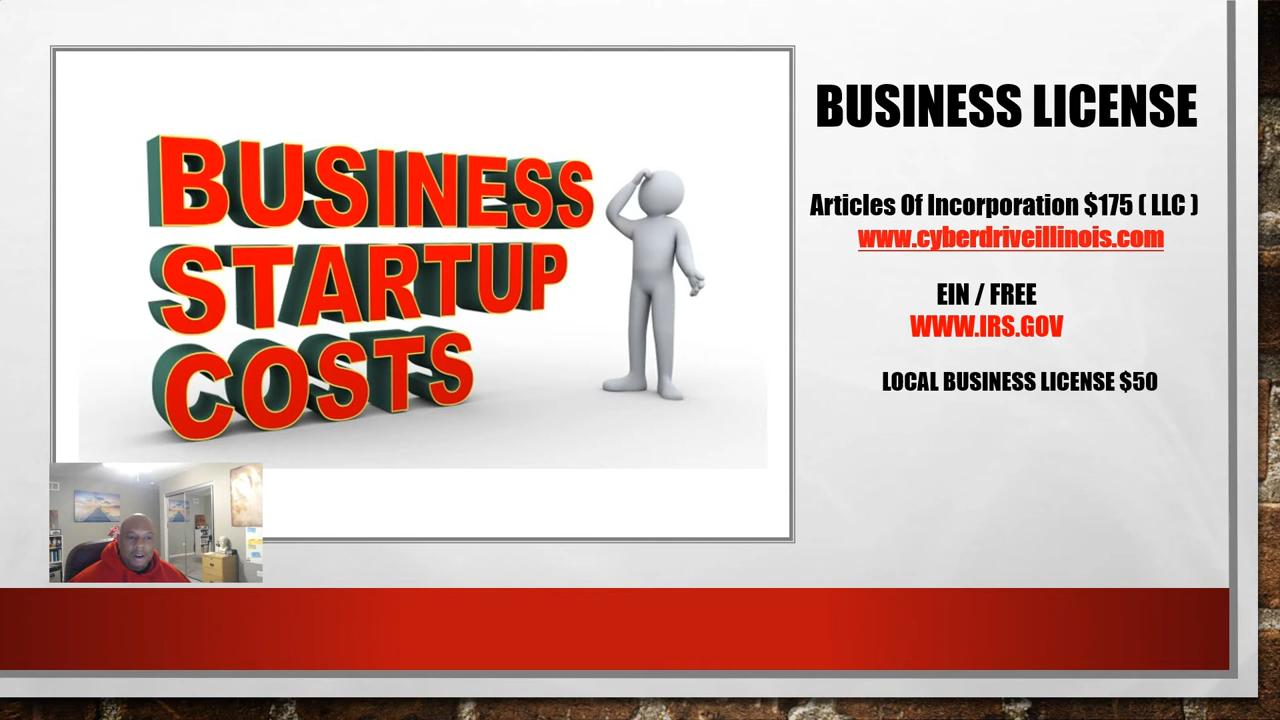 BUSINESS
STARTUP
COSTS
BUSINESS LICENSE
Articles Of Incorporation $175 ( LLC )
www.cyberdriveillinois.com
EIN / FREE
WWW.IRS.GOV
LOCAL BUSINESS LICENSE $50